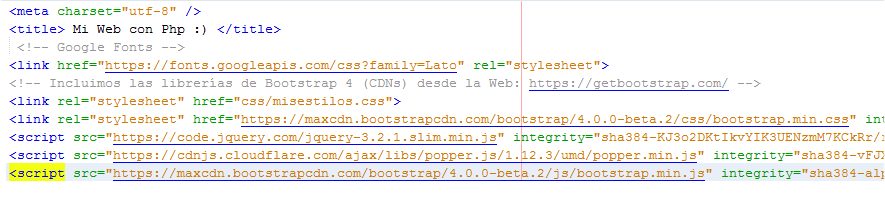 <meta charset="utf-8" />
<title> Mi Web con Php :) </title>
<!-- Google Fonts -->
<link href="https://fonts.googleapis.com/css?family=Lato" rel="stylesheet">
<!-- Incluimos las librerías de Bootstrap 4 (CDNs) desde la Web: https://getbootstrap.com/ -->
<link rel="stylesheet" href="css/misestilos.css">
<link rel="stylesheet" href="https://maxcdn.bootstrapcdn.com/bootstrap/4.0.0-beta.2/css/bootstrap.min.css" int
<script src="https://code.jquery.com/jquery-3.2.1.slim.min.js" integrity="sha384-KJ3o2DKtIkvYIK3UENzmM7KCkRr/
<script src="https://cdnjs.cloudflare.com/ajax/libs/popper.js/1.12.3/umd/popper.min.js" integrity="sha384-vFJX
<script src="https://maxcdn.bootstrapcdn.com/bootstrap/4.0.0-beta.2/js/bootstrap.min.js" integrity="sha384-alp